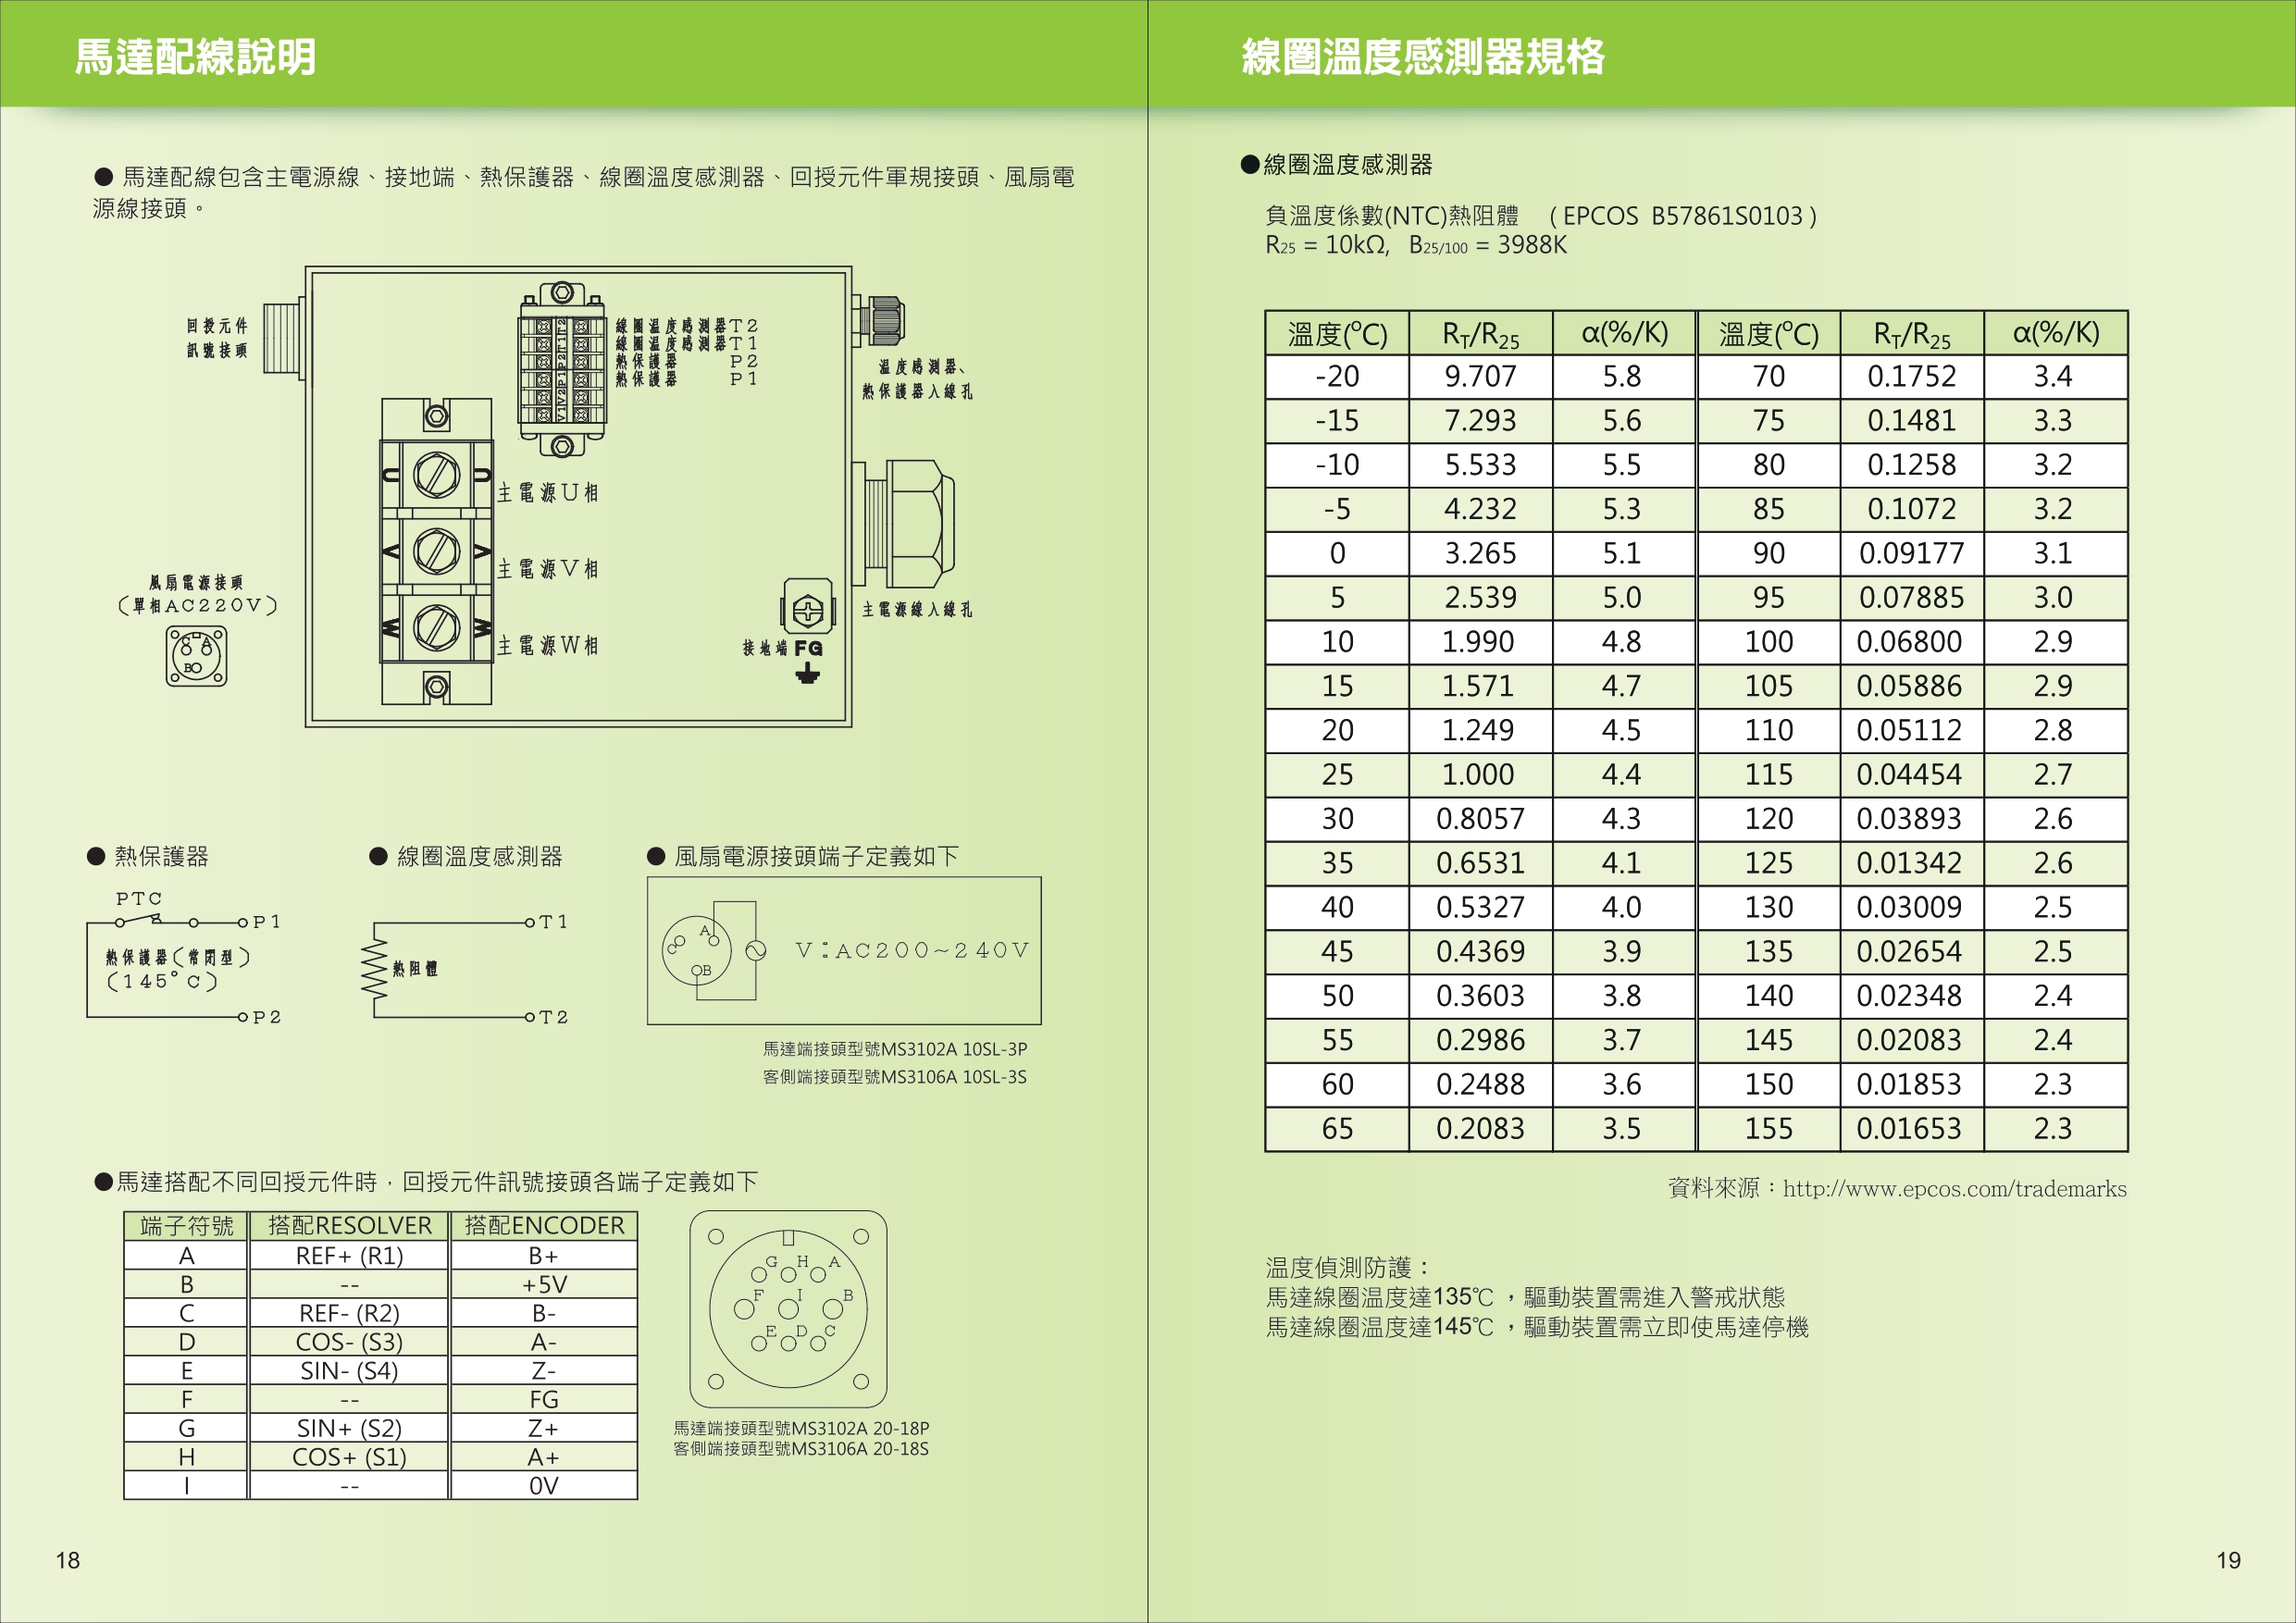 馬達配線說明
● 馬達配線包含主電源線、接地端、熱保護器、線圈溫度感測器、回授元件軍規接頭、風扇電
源線接頭。
回授元件
訊號接頭
線圈溫度感測器T2
線圈溫度感測器T1
熱保護器 P2
熱保護器 P1
T2
T1
P2
P1
V2
V1
溫度感測器、
熱保護器入線孔
U U
主電源U相
V V
主電源V相
W W
主電源W相
風扇電源接頭
(單相AC220V)
C A
B
主電源線入線孔
接地端 FG
● 熱保護器
PTC
P1
熱保護器(常閉型)
(145°C)
P2
● 線圈溫度感測器
T1
熱阻體
T2
● 風扇電源接頭端子定義如下
A
C
B
V:AC200~240V
馬達端接頭型號MS3102A 10SL-3P
客側端接頭型號MS3106A 10SL-3S
●馬達搭配不同回授元件時，回授元件訊號接頭各端子定義如下
端子符號 搭配RESOLVER 搭配ENCODER
A REF+ (R1) B+
B -- +5V
C REF- (R2) B-
D COS- (S3) A-
E SIN- (S4) Z-
F -- FG
G SIN+ (S2) Z+
H COS+ (S1) A+
I -- 0V
G H A
F I B
E D C
馬達端接頭型號MS3102A 20-18P
客側端接頭型號MS3106A 20-18S
18
線圈溫度感測器規格
●線圈溫度感測器
負溫度係數(NTC)熱阻體 ( EPCOS B57861S0103 )
R25 = 10kΩ, B25/100 = 3988K
溫度(°C) RT/R25 α(%/K) 溫度(°C) RT/R25 α(%/K)
-20 9.707 5.8 70 0.1752 3.4
-15 7.293 5.6 75 0.1481 3.3
-10 5.533 5.5 80 0.1258 3.2
-5 4.232 5.3 85 0.1072 3.2
0 3.265 5.1 90 0.09177 3.1
5 2.539 5.0 95 0.07885 3.0
10 1.990 4.8 100 0.06800 2.9
15 1.571 4.7 105 0.05886 2.9
20 1.249 4.5 110 0.05112 2.8
25 1.000 4.4 115 0.04454 2.7
30 0.8057 4.3 120 0.03893 2.6
35 0.6531 4.1 125 0.01342 2.6
40 0.5327 4.0 130 0.03009 2.5
45 0.4369 3.9 135 0.02654 2.5
50 0.3603 3.8 140 0.02348 2.4
55 0.2986 3.7 145 0.02083 2.4
60 0.2488 3.6 150 0.01853 2.3
65 0.2083 3.5 155 0.01653 2.3
資料來源：http://www.epcos.com/trademarks
温度偵測防護：
馬達線圈温度達135℃，驅動裝置需進入警戒狀態
馬達線圈温度達145℃，驅動裝置需立即使馬達停機
19